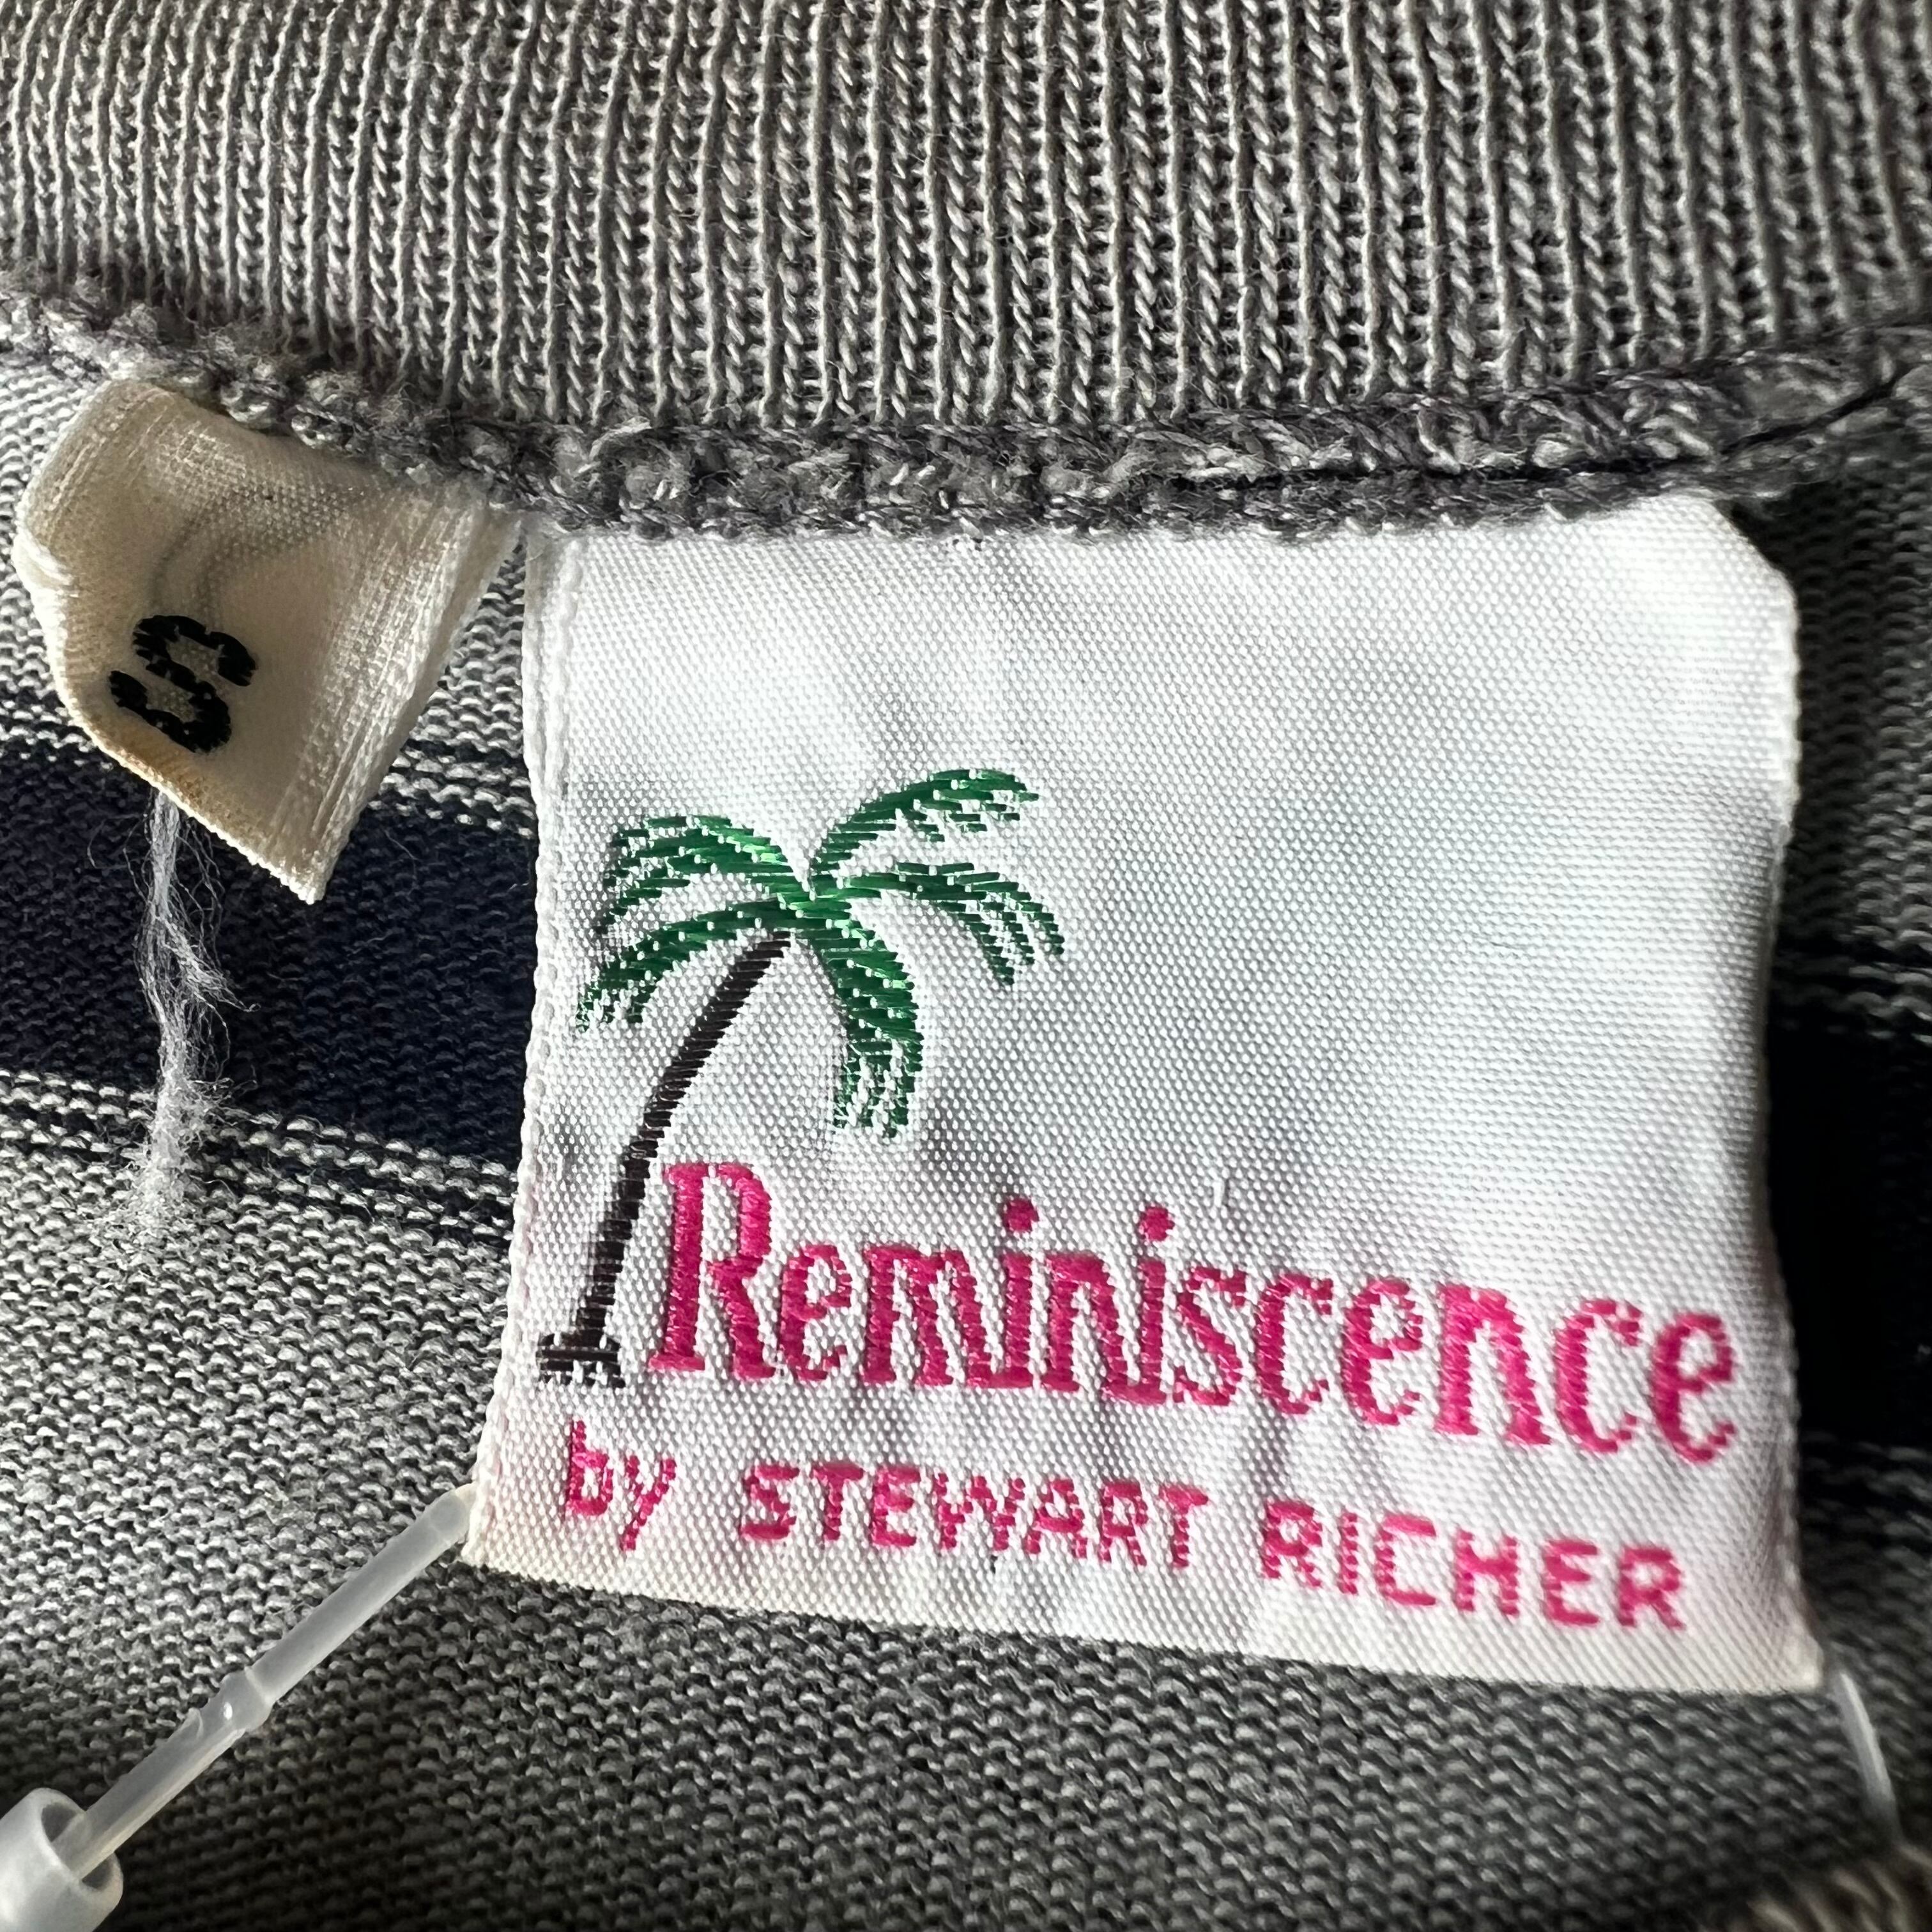 S
Reminiscence
by STEWART RICHER